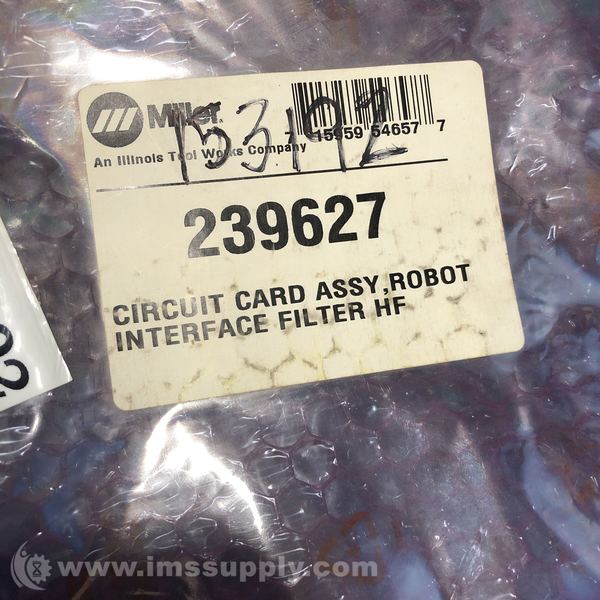 Miller
153192
7 15959 54657 7
An Illinois Tool Works Company
239627
CIRCUIT CARD ASSY,ROBOT
INTERFACE FILTER HF
92
www.imssupply.com